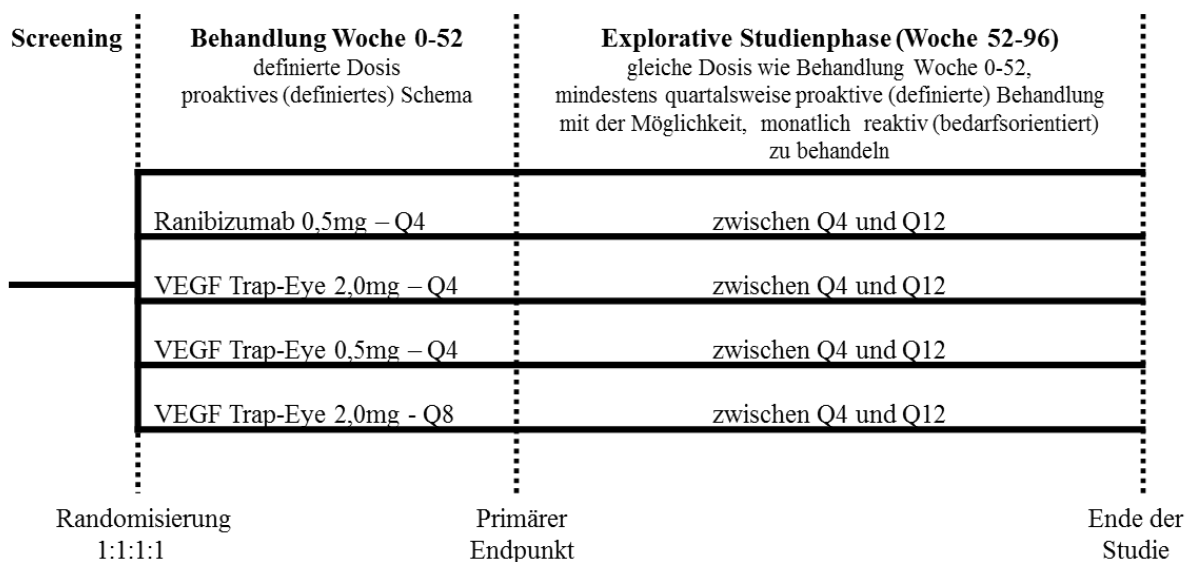 Screening
Behandlung Woche 0-52
definierte Dosis
proaktives (definiertes) Schema
Explorative Studienphase (Woche 52-96)
gleiche Dosis wie Behandlung Woche 0-52,
mindestens quartalsweise proaktive (definierte) Behandlung
mit der Möglichkeit, monatlich reaktiv (bedarfsorientiert)
zu behandeln
Ranibizumab 0,5mg – Q4
zwischen Q4 und Q12
VEGF Trap-Eye 2,0mg – Q4
zwischen Q4 und Q12
VEGF Trap-Eye 0,5mg – Q4
zwischen Q4 und Q12
VEGF Trap-Eye 2,0mg - Q8
zwischen Q4 und Q12
Randomisierung
1:1:1:1
Primärer
Endpunkt
Ende der
Studie